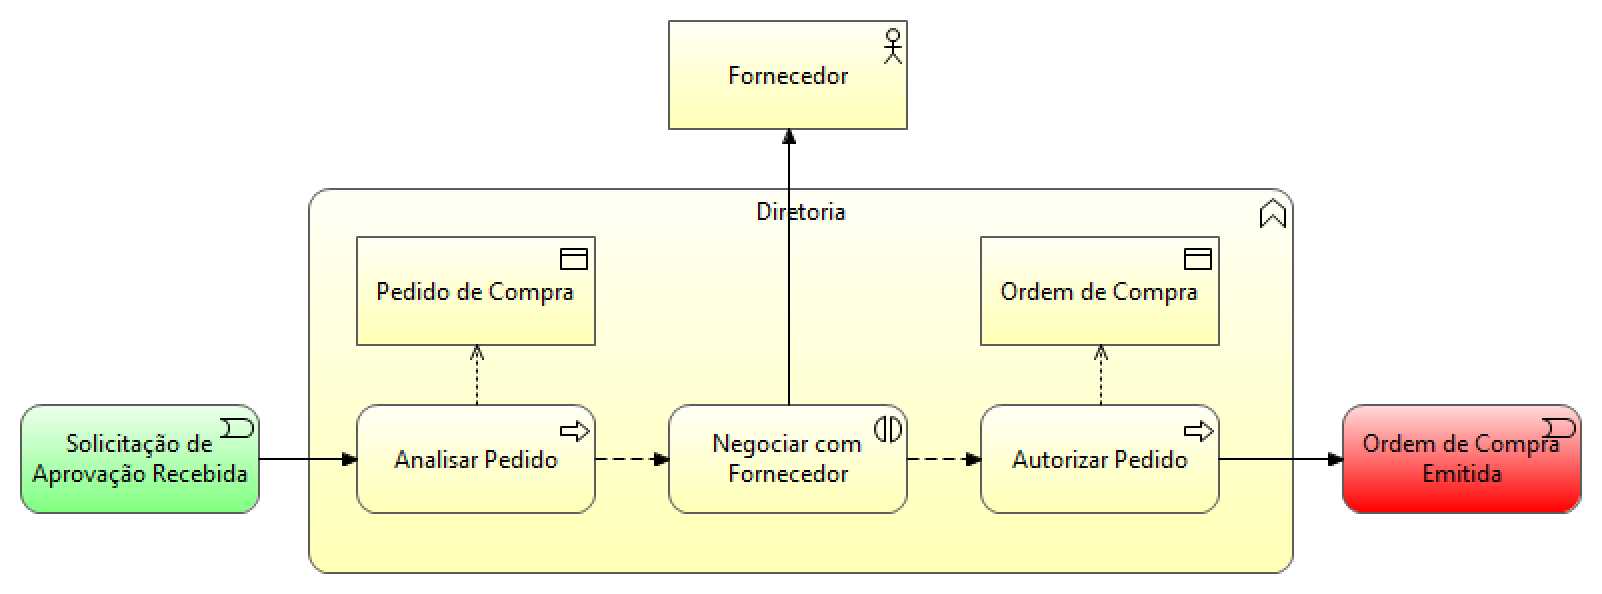 Fornecedor
Diretoria
Pedido de Compra
Ordem de Compra
Solicitação de
Aprovação Recebida
Analisar Pedido
Negociar com
Fornecedor
Autorizar Pedido
Ordem de Compra
Emitida